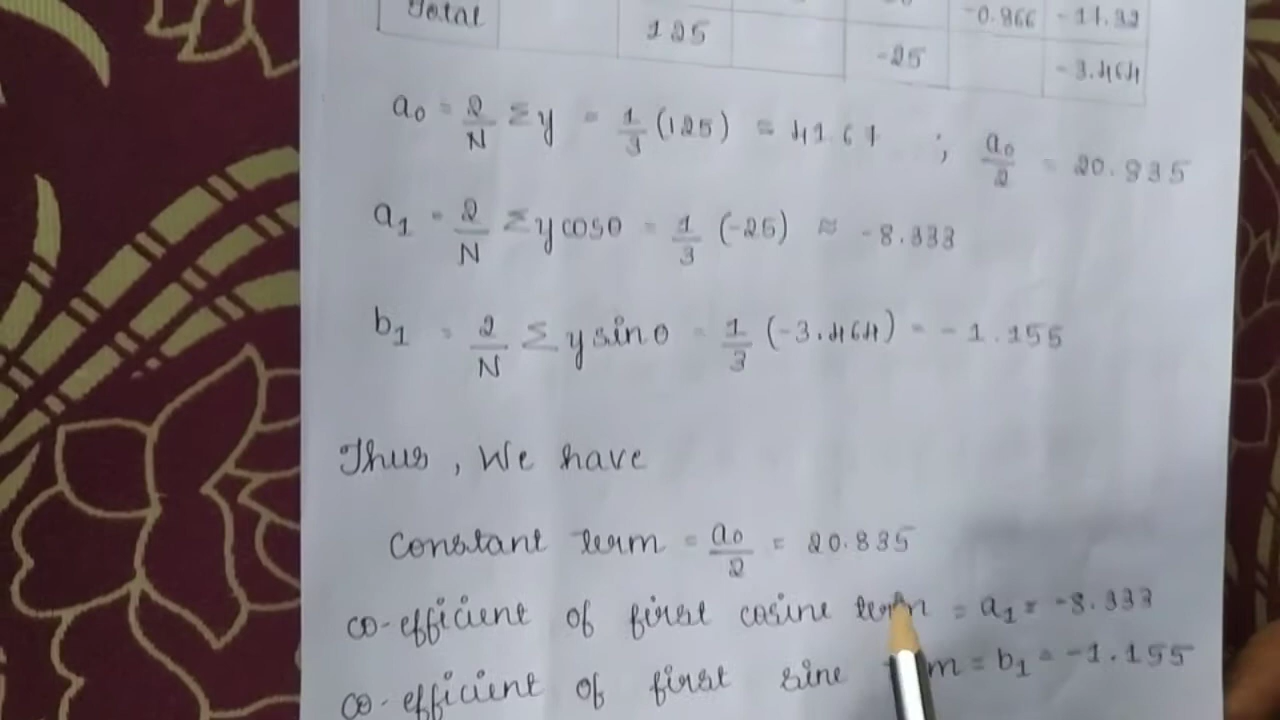 Total 125 -25 -0.866 -11.32 -3.464
a0 = 2/N Σy = 1/3 (125) = 41.67 ; a0/2 = 20.835
a1 = 2/N Σy cosθ = 1/3 (-25) ≈ -8.333
b1 = 2/N Σ y sinθ = 1/3 (-3.464) = -1.155
Thus, We have
Constant term = a0/2 = 20.835
co-efficient of first cosine term = a1 = -8.333
co-efficient of first sine = b1 = -1.155